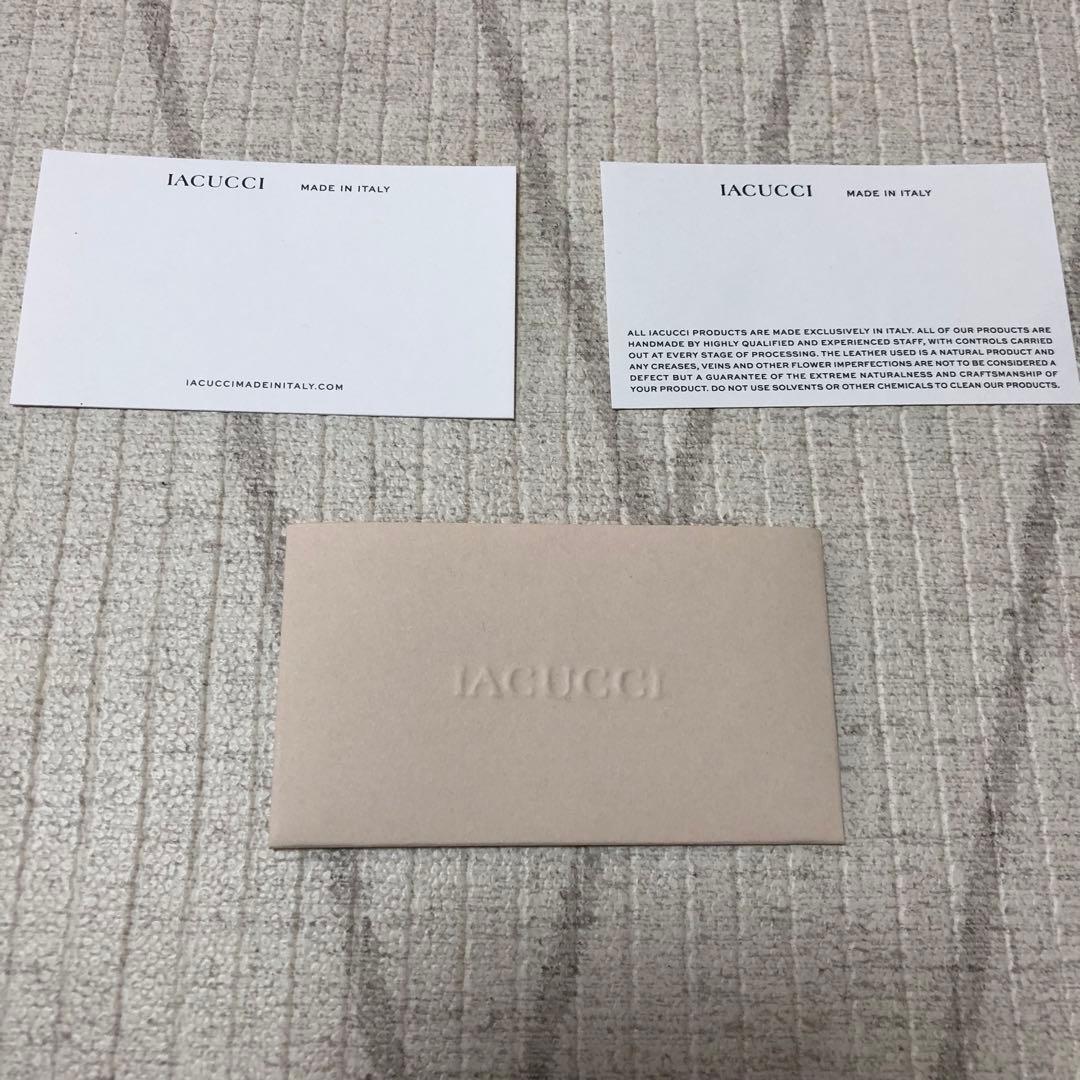 IACUCCI MADE IN ITALY
IACUCCIMADEINITALY.COM
IACUCCI MADE IN ITALY
ALL IACUCCI PRODUCTS ARE MADE EXCLUSIVELY IN ITALY. ALL OF OUR PRODUCTS ARE
HANDMADE BY HIGHLY QUALIFIED AND EXPERIENCED STAFF, WITH CONTROLS CARRIED
OUT AT EVERY STAGE OF PROCESSING. THE LEATHER USED IS A NATURAL PRODUCT AND
ANY CREASES, VEINS AND OTHER FLOWER IMPERFECTIONS ARE NOT TO BE CONSIDERED A
DEFECT BUT A GUARANTEE OF THE EXTREME NATURALNESS AND CRAFTSMANSHIP OF
YOUR PRODUCT. DO NOT USE SOLVENTS OR OTHER CHEMICALS TO CLEAN OUR PRODUCTS.
IACUCCI